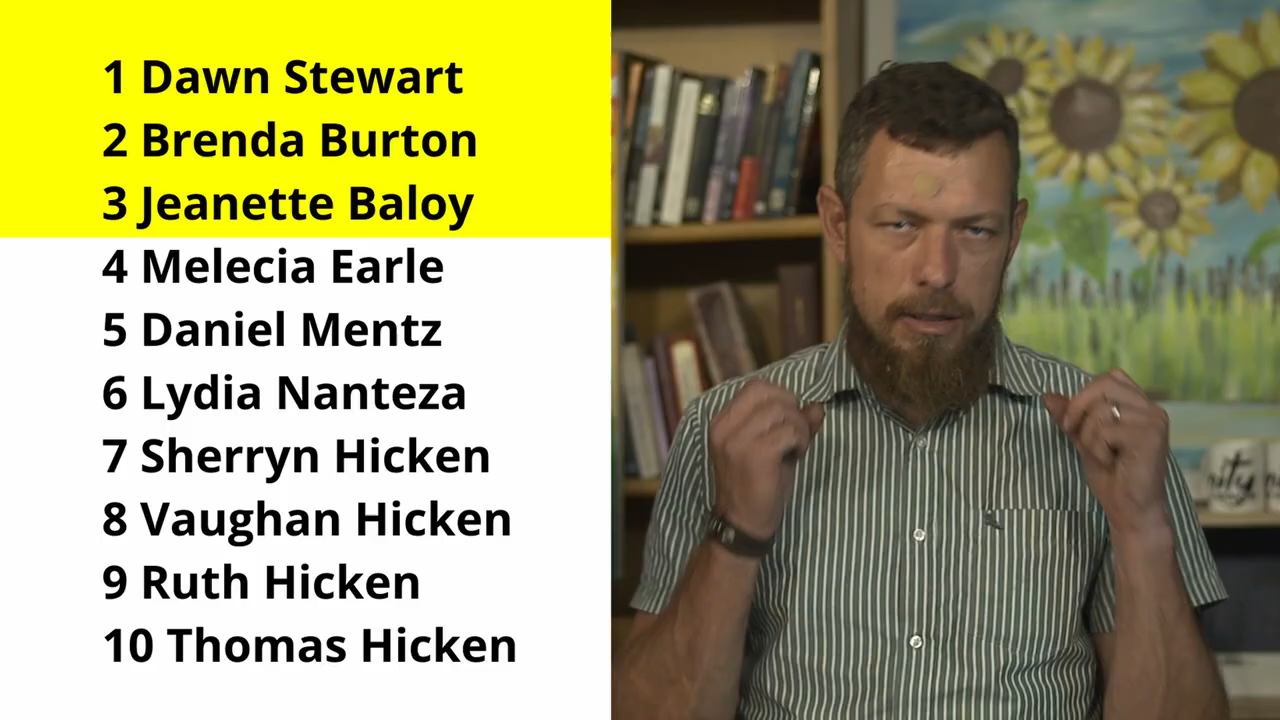 1 Dawn Stewart
2 Brenda Burton
3 Jeanette Baloy
4 Melecia Earle
5 Daniel Mentz
6 Lydia Nanteza
7 Sherryn Hicken
8 Vaughan Hicken
9 Ruth Hicken
10 Thomas Hicken